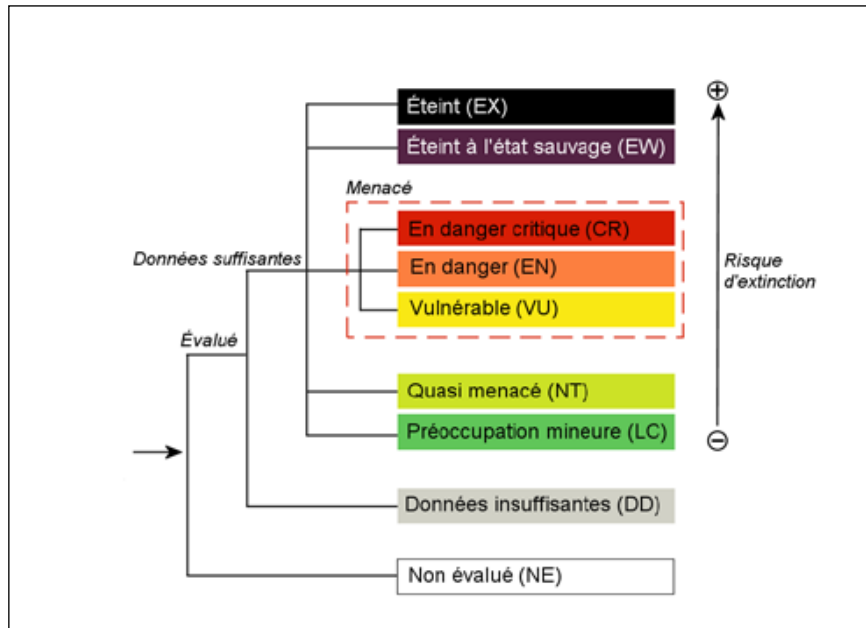 Éteint (EX)
Éteint à l'état sauvage (EW)
Menacé
En danger critique (CR)
Données suffisantes
En danger (EN)
Risque
d'extinction
Vulnérable (VU)
Évalué
Quasi menacé (NT)
Préoccupation mineure (LC)
Données insuffisantes (DD)
Non évalué (NE)